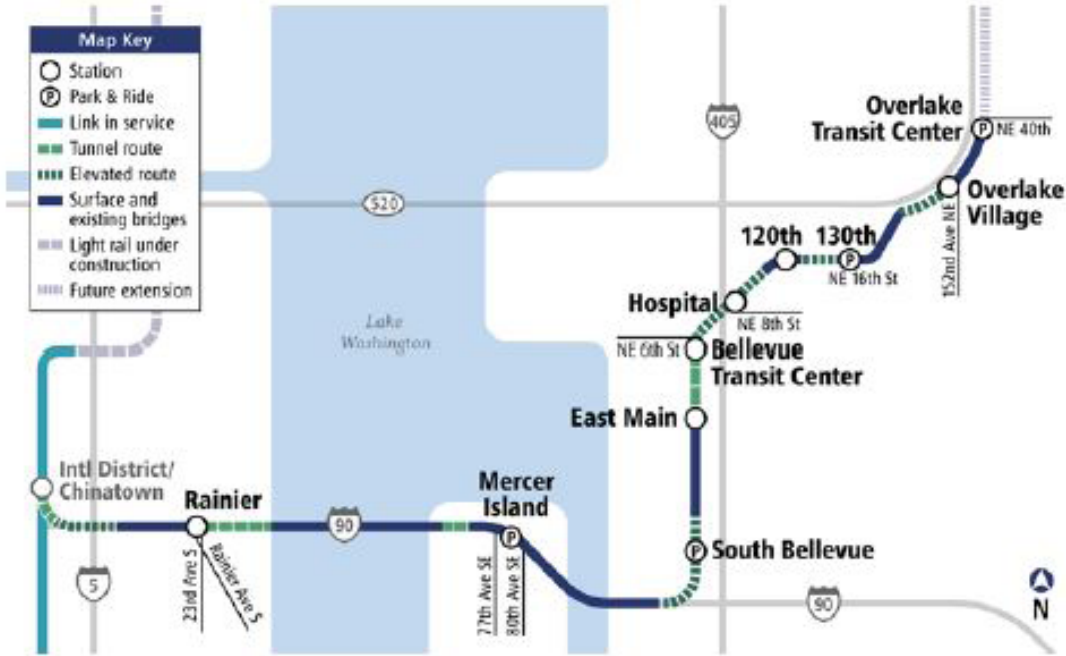 Map Key
Station
P Park & Ride
Link in service
Tunnel route
Elevated route
Surface and
existing bridges
Light rail under
construction
Future extension
405
520
Overlake
Transit Center
P
NE 40th
Overlake
Village
152nd Ave NE
120th
130th
P
NE 16th St
Hospital
NE 8th St
NE 6th St
Bellevue
Transit Center
East Main
Lake
Washington
Intl District/
Chinatown
Rainier
23rd Ave S
Rainier Ave S
5
90
Mercer
Island
P
77th Ave SE
80th Ave SE
P
South Bellevue
90
N